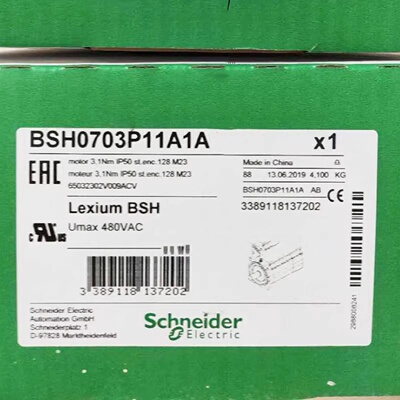 BSH0703P11A1A x1
motor 3.1Nm IP50 st.enc.128 M23
moteur 3.1Nm IP50 st.enc.128 M23
65032302V009ACV
Made in China G
88 13.06.2019 4,100 KG
BSH0703P11A1A AB
EAC
CE
3389118137202
Lexium BSH
Umax 480VAC
c RU us
3 389118 137202
Schneider Electric
Automation GmbH
Schneiderplatz 1
D-97828 Marktheidenfeld
Schneider
Electric